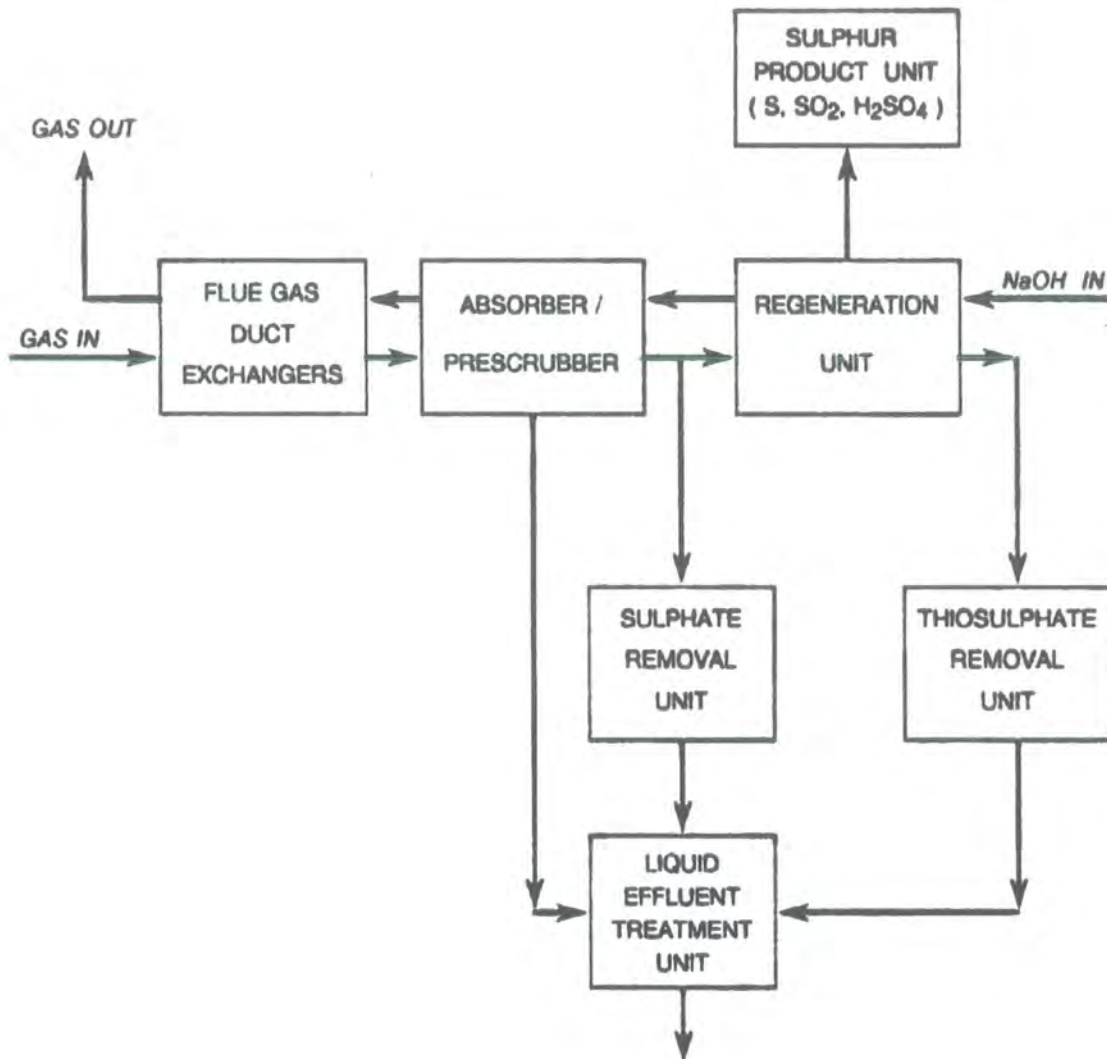 SULPHUR
PRODUCT UNIT
( S, SO₂, H₂SO₄ )
GAS OUT
GAS IN
FLUE GAS
DUCT
EXCHANGERS
ABSORBER /
PRESCRUBBER
REGENERATION
UNIT
NaOH IN
SULPHATE
REMOVAL
UNIT
THIOSULPHATE
REMOVAL
UNIT
LIQUID
EFFLUENT
TREATMENT
UNIT